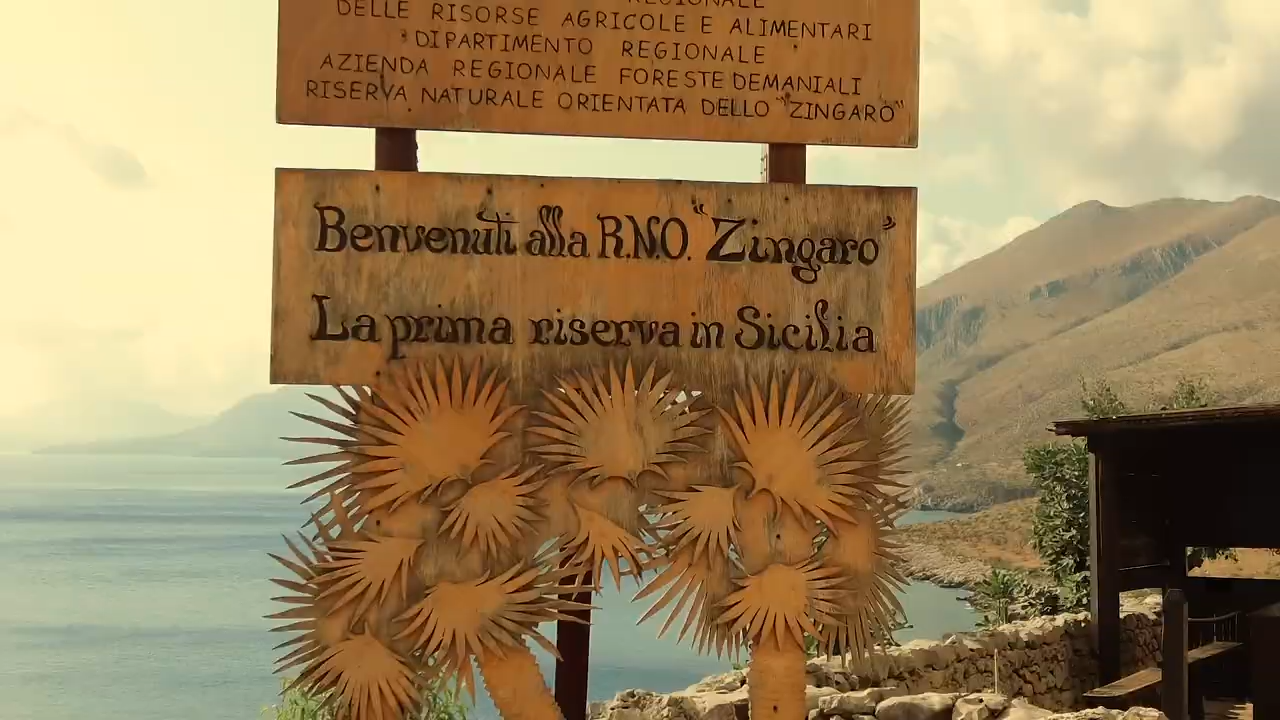 REGIONALE
DELLE RISORSE AGRICOLE E ALIMENTARI
DIPARTIMENTO REGIONALE
AZIENDA REGIONALE FORESTE DEMANIALI
RISERVA NATURALE ORIENTATA DELLO "ZINGARO"
Benvenuti alla R.N.O. "Zingaro"
La prima riserva in Sicilia